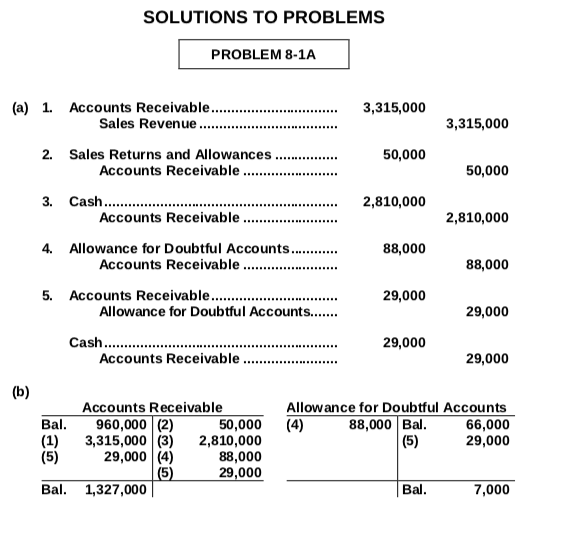 SOLUTIONS TO PROBLEMS
PROBLEM 8-1A
(a) 1. Accounts Receivable................................ 3,315,000
Sales Revenue................................... 3,315,000
2. Sales Returns and Allowances ................ 50,000
Accounts Receivable ........................ 50,000
3. Cash........................................................... 2,810,000
Accounts Receivable ........................ 2,810,000
4. Allowance for Doubtful Accounts............ 88,000
Accounts Receivable ........................ 88,000
5. Accounts Receivable................................ 29,000
Allowance for Doubtful Accounts....... 29,000
Cash........................................................... 29,000
Accounts Receivable ........................ 29,000
(b)
Accounts Receivable Allowance for Doubtful Accounts
Bal. 960,000 (2) 50,000 (4) 88,000 Bal. 66,000
(1) 3,315,000 (3) 2,810,000 (5) 29,000
(5) 29,000 (4) 88,000
(5) 29,000
Bal. 1,327,000 Bal. 7,000